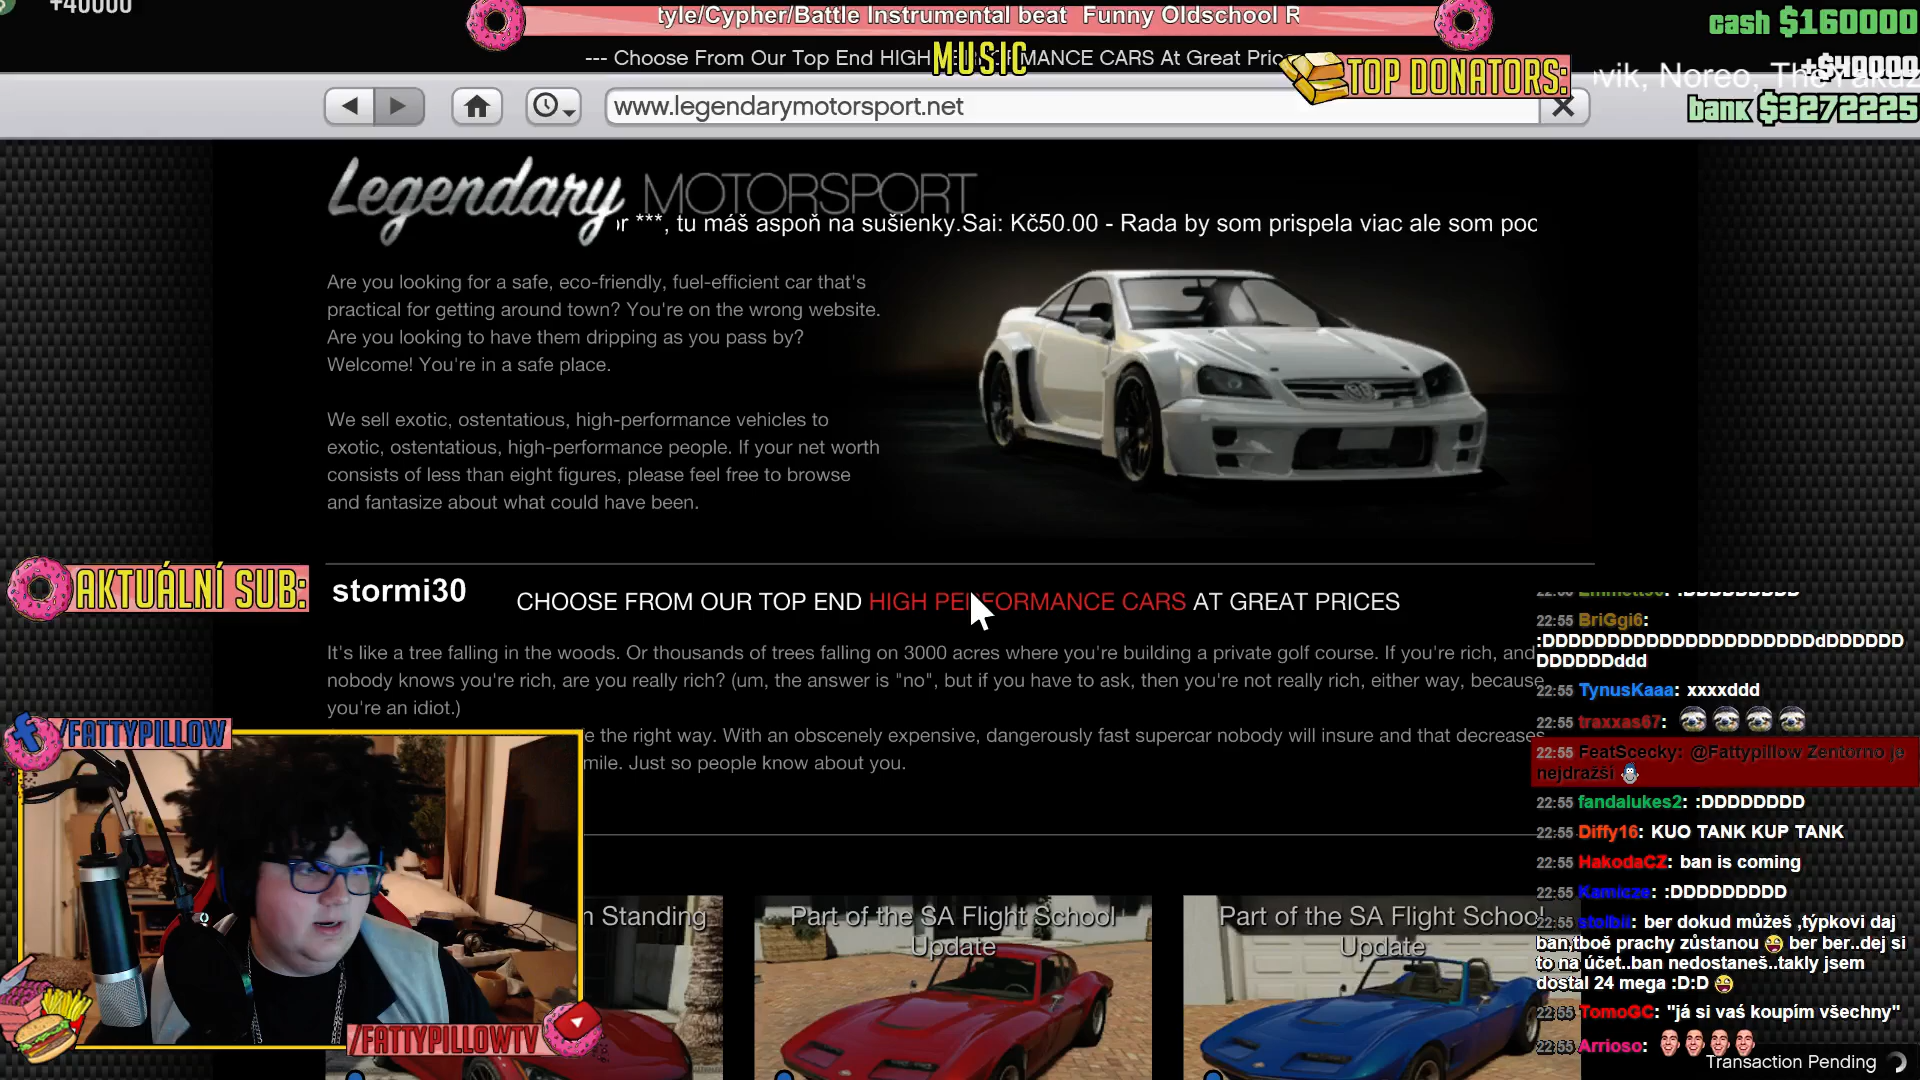 +40000
tyle/Cypher/Battle Instrumental beat Funny Oldschool R
cash $160000
+$40000
--- Choose From Our Top End HIGH PERFORMANCE CARS At Great Pric
MUSIC
TOP DONATORS:
vik, Noreo, The
bank $3272225
www.legendarymotorsport.net
Legendary MOTORSPORT
or ***, tu máš aspoň na sušienky.Sai: Kč50.00 - Rada by som prispela viac ale som poc
Are you looking for a safe, eco-friendly, fuel-efficient car that's
practical for getting around town? You're on the wrong website.
Are you looking to have them dripping as you pass by?
Welcome! You're in a safe place.
We sell exotic, ostentatious, high-performance vehicles to
exotic, ostentatious, high-performance people. If your net worth
consists of less than eight figures, please feel free to browse
and fantasize about what could have been.
AKTUÁLNÍ SUB:
stormi30
CHOOSE FROM OUR TOP END HIGH PERFORMANCE CARS AT GREAT PRICES
It's like a tree falling in the woods. Or thousands of trees falling on 3000 acres where you're building a private golf course. If you're rich, and
nobody knows you're rich, are you really rich? (um, the answer is "no", but if you have to ask, then you're not really rich, either way, because
you're an idiot.)
e the right way. With an obscenely expensive, dangerously fast supercar nobody will insure and that decreases
mile. Just so people know about you.
/FATTYPILLOW
n Standing
Part of the SA Flight School
Update
Part of the SA Flight School
Update
/FATTYPILLOWTV
22:55 BriGgi6:
:DDDDDDDDDDDDDDDDDDDDDdDDDDDD
DDDDDDddd
22:55 TynusKaaa: xxxxddd
22:55 traxxas67:
22:55 FeatScecky: @Fattypillow Zentorno je
nejdražší
22:55 fandalukes2: :DDDDDDDD
22:55 Diffy16: KUO TANK KUP TANK
22:55 HakodaCZ: ban is coming
22:55 Kamicze: :DDDDDDDDD
22:55 stolbii: ber dokud můžeš ,týpkovi daj
ban,tboě prachy zůstanou ber ber..dej si
to na účet..ban nedostaneš..takly jsem
dostal 24 mega :D:D
22:55 TomoGC: "já si vaś koupím všechny"
22:55 Arrioso:
Transaction Pending